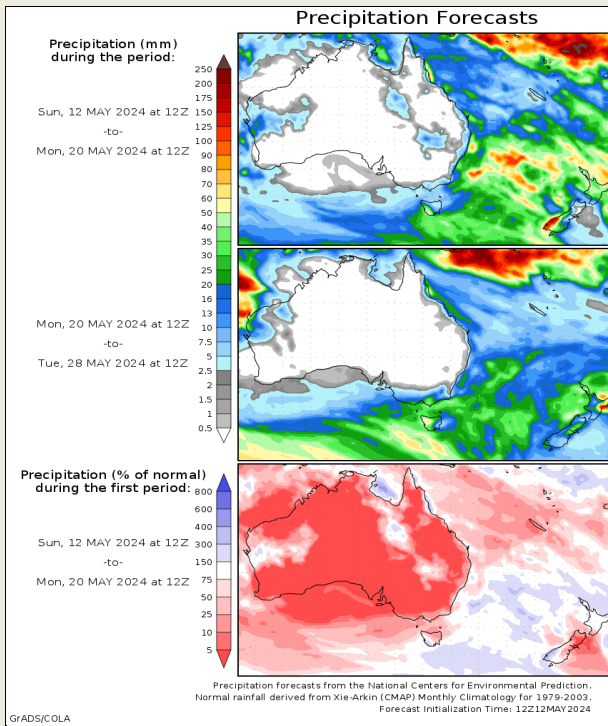 Precipitation Forecasts
Precipitation (mm)
during the period:
Sun, 12 MAY 2024 at 12Z
-to-
Mon, 20 MAY 2024 at 12Z
250
200
175
150
125
100
90
80
70
60
50
40
35
30
25
20
16
13
10
7.5
5
2.5
2
1.5
1
0.5
Mon, 20 MAY 2024 at 12Z
-to-
Tue, 28 MAY 2024 at 12Z
Precipitation (% of normal)
during the first period:
Sun, 12 MAY 2024 at 12Z
-to-
Mon, 20 MAY 2024 at 12Z
800
600
400
300
150
75
50
25
10
5
Precipitation forecasts from the National Centers for Environmental Prediction.
Normal rainfall derived from Xie-Arkin (CMAP) Monthly Climatology for 1979-2003.
Forecast Initialization Time: 12Z12MAY2024
GrADS/COLA